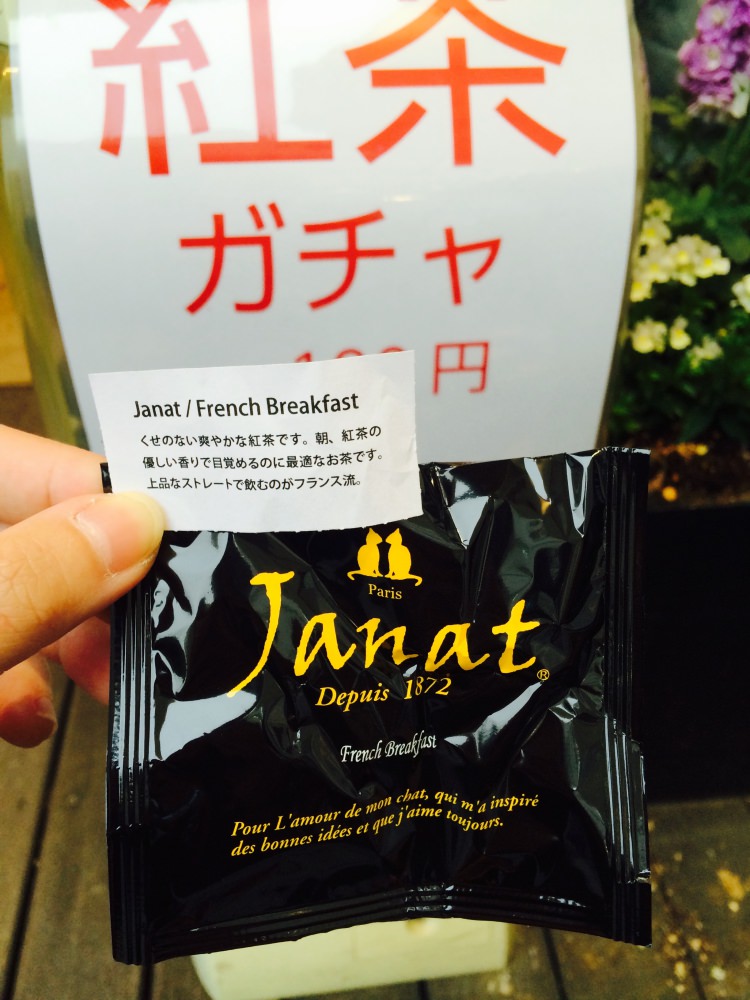 紅茶
ガチャ
100円
Janat / French Breakfast
くせのない爽やかな紅茶です。朝、紅茶の
優しい香りで目覚めるのに最適なお茶です。
上品なストレートで飲むのがフランス流。
Paris
Janat®
Depuis 1872
French Breakfast
Pour L'amour de mon chat, qui m'a inspiré
des bonnes idées et que j'aime toujours.